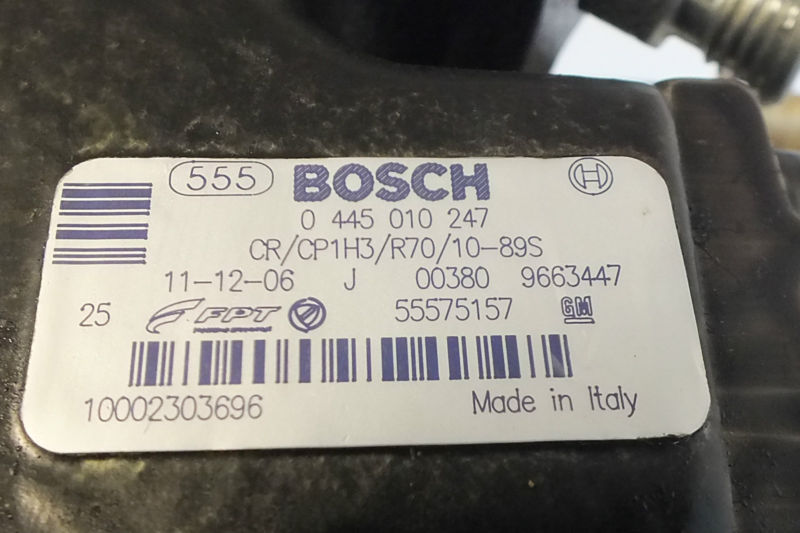 555 BOSCH H
0 445 010 247
CR/CP1H3/R70/10-89S
11-12-06 J 00380 9663447
25 FPT 55575157 GM
10002303696 Made in Italy